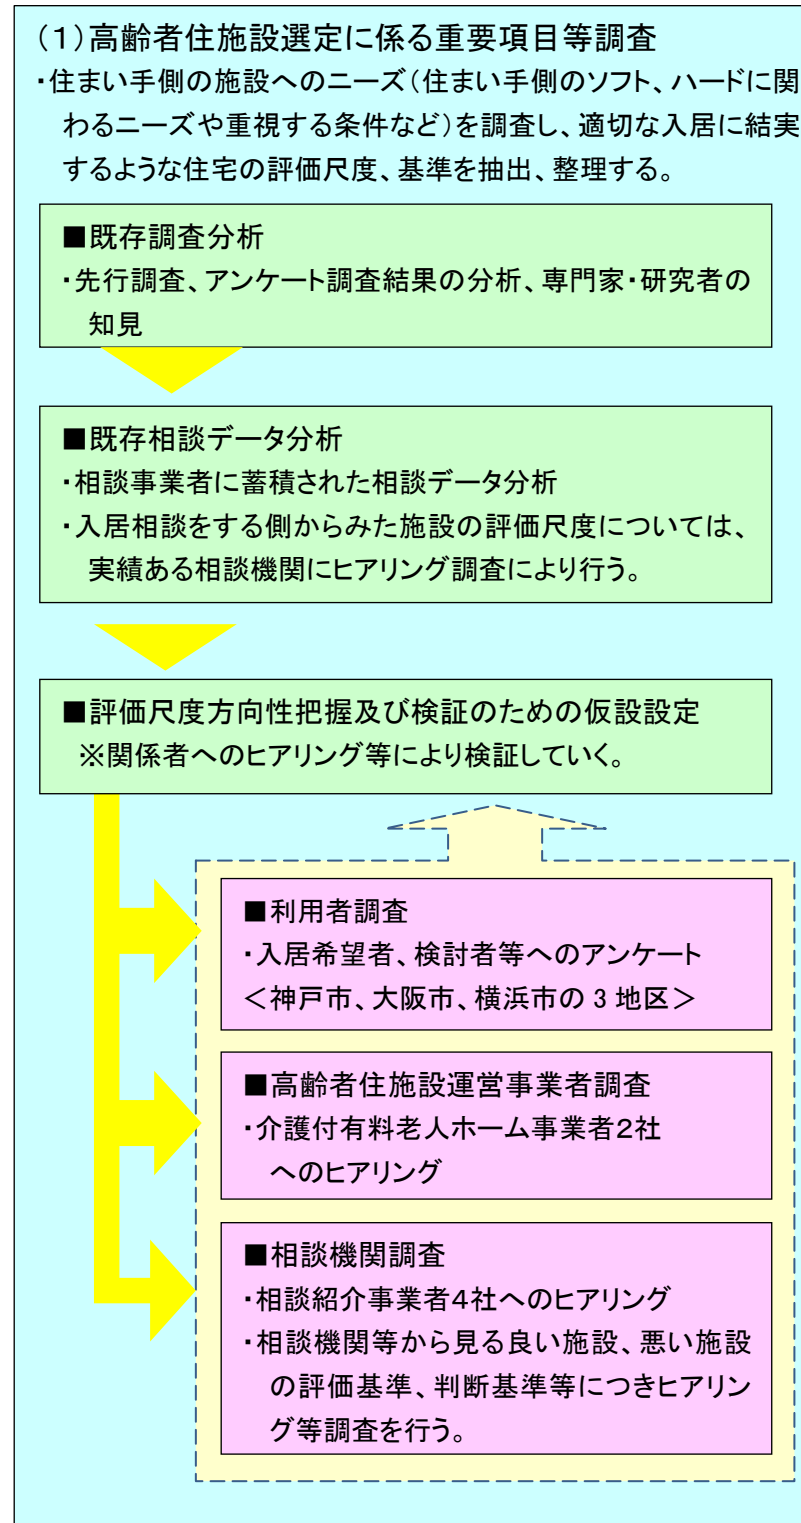 (1)高齢者住施設選定に係る重要項目等調査
・住まい手側の施設へのニーズ(住まい手側のソフト、ハードに関
わるニーズや重視する条件など)を調査し、適切な入居に結実
するような住宅の評価尺度、基準を抽出、整理する。
■既存調査分析
・先行調査、アンケート調査結果の分析、専門家・研究者の
知見
■既存相談データ分析
・相談事業者に蓄積された相談データ分析
・入居相談をする側からみた施設の評価尺度については、
実績ある相談機関にヒアリング調査により行う。
■評価尺度方向性把握及び検証のための仮設設定
※関係者へのヒアリング等により検証していく。
■利用者調査
・入居希望者、検討者等へのアンケート
<神戸市、大阪市、横浜市の3地区>
■高齢者住施設運営事業者調査
・介護付有料老人ホーム事業者2社
へのヒアリング
■相談機関調査
・相談紹介事業者4社へのヒアリング
・相談機関等から見る良い施設、悪い施設
の評価基準、判断基準等につきヒアリン
グ等調査を行う。